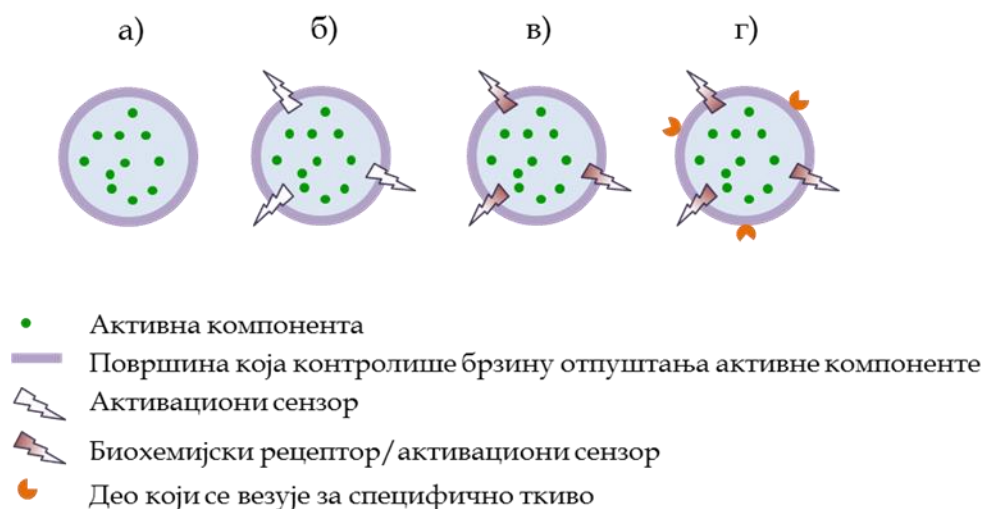 а) б) в) г)
Активна компонента
Површина која контролише брзину отпуштања активне компоненте
Активациони сензор
Биохемијски рецептор/активациони сензор
Део који се везује за специфично ткиво